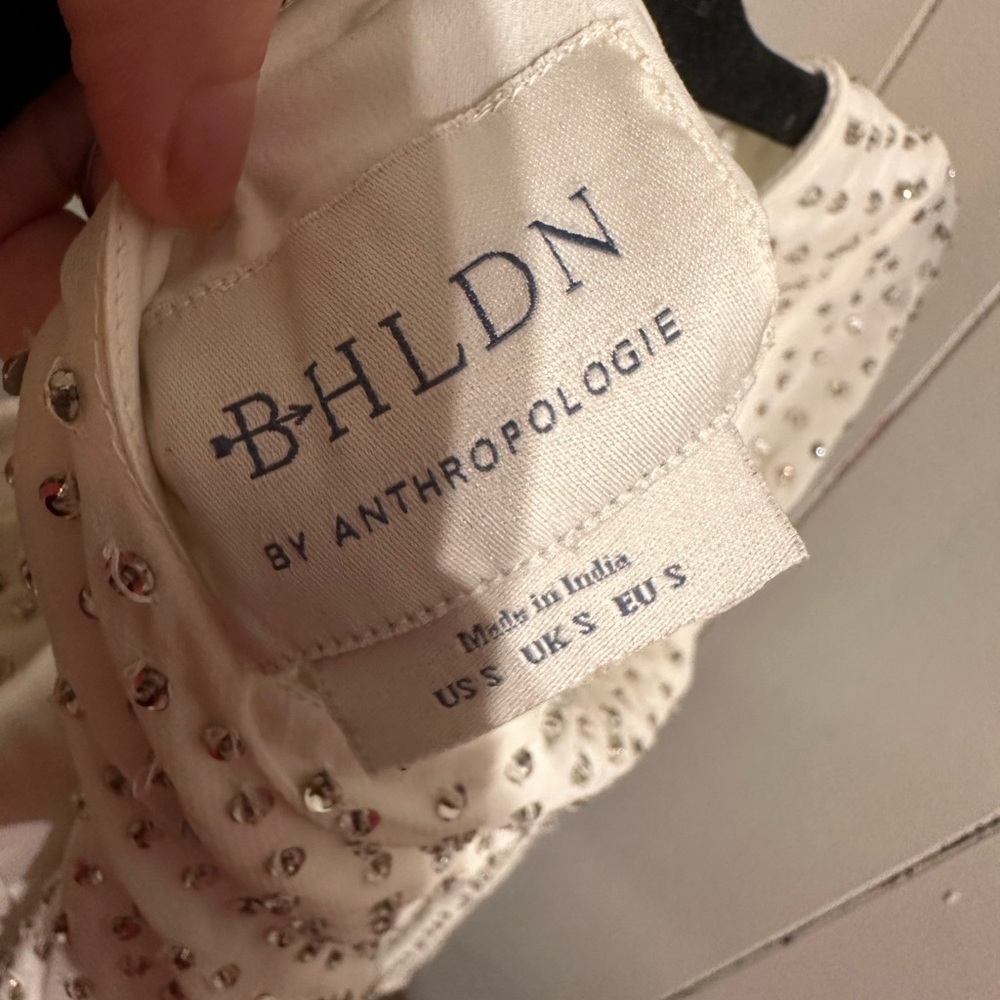 BHLDN
BY ANTHROPOLOGIE
Made in India
US S UK S EU S